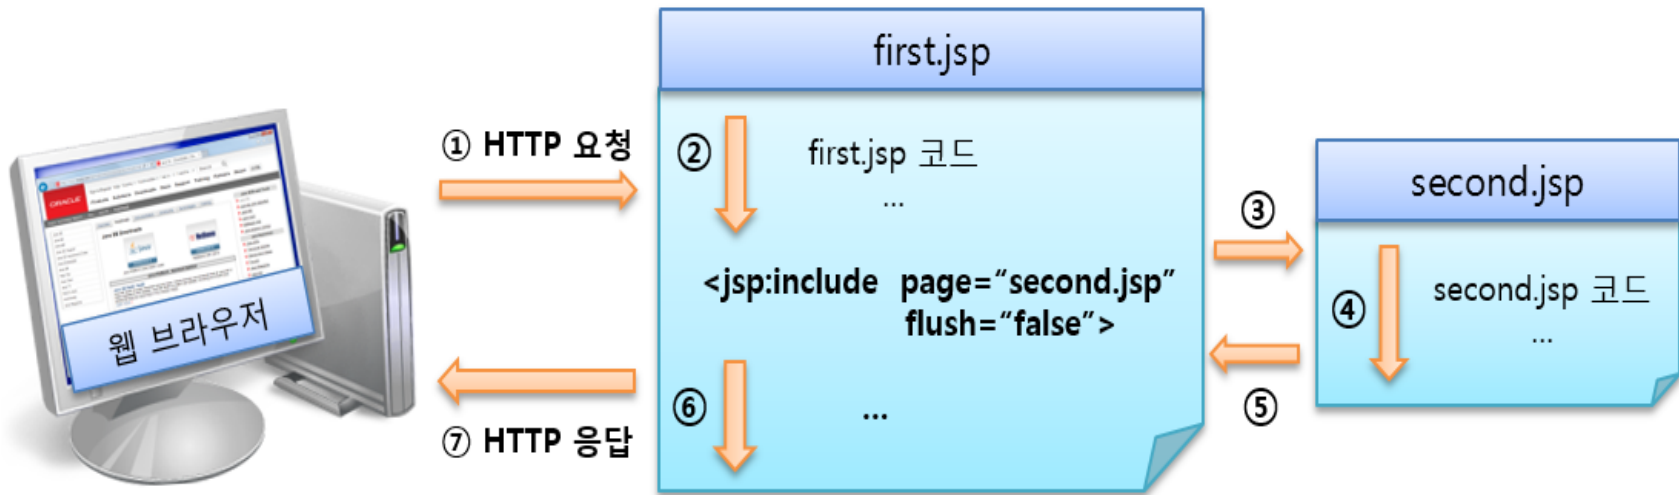 first.jsp
① HTTP 요청
②
first.jsp 코드
...
③
second.jsp
<jsp:include page=“second.jsp”
flush=“false”>
④
second.jsp 코드
...
⑤
⑥
...
⑦ HTTP 응답
ORACLE
웹 브라우저